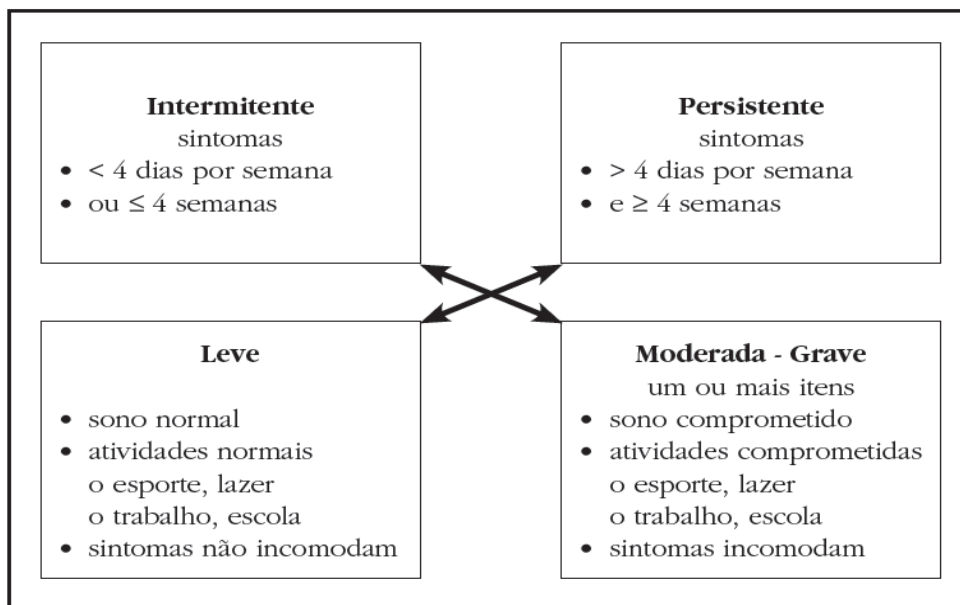 Intermitente
sintomas
• < 4 dias por semana
• ou ≤ 4 semanas
Persistente
sintomas
• > 4 dias por semana
• e ≥ 4 semanas
Leve
• sono normal
• atividades normais
o esporte, lazer
o trabalho, escola
• sintomas não incomodam
Moderada - Grave
um ou mais itens
• sono comprometido
• atividades comprometidas
o esporte, lazer
o trabalho, escola
• sintomas incomodam